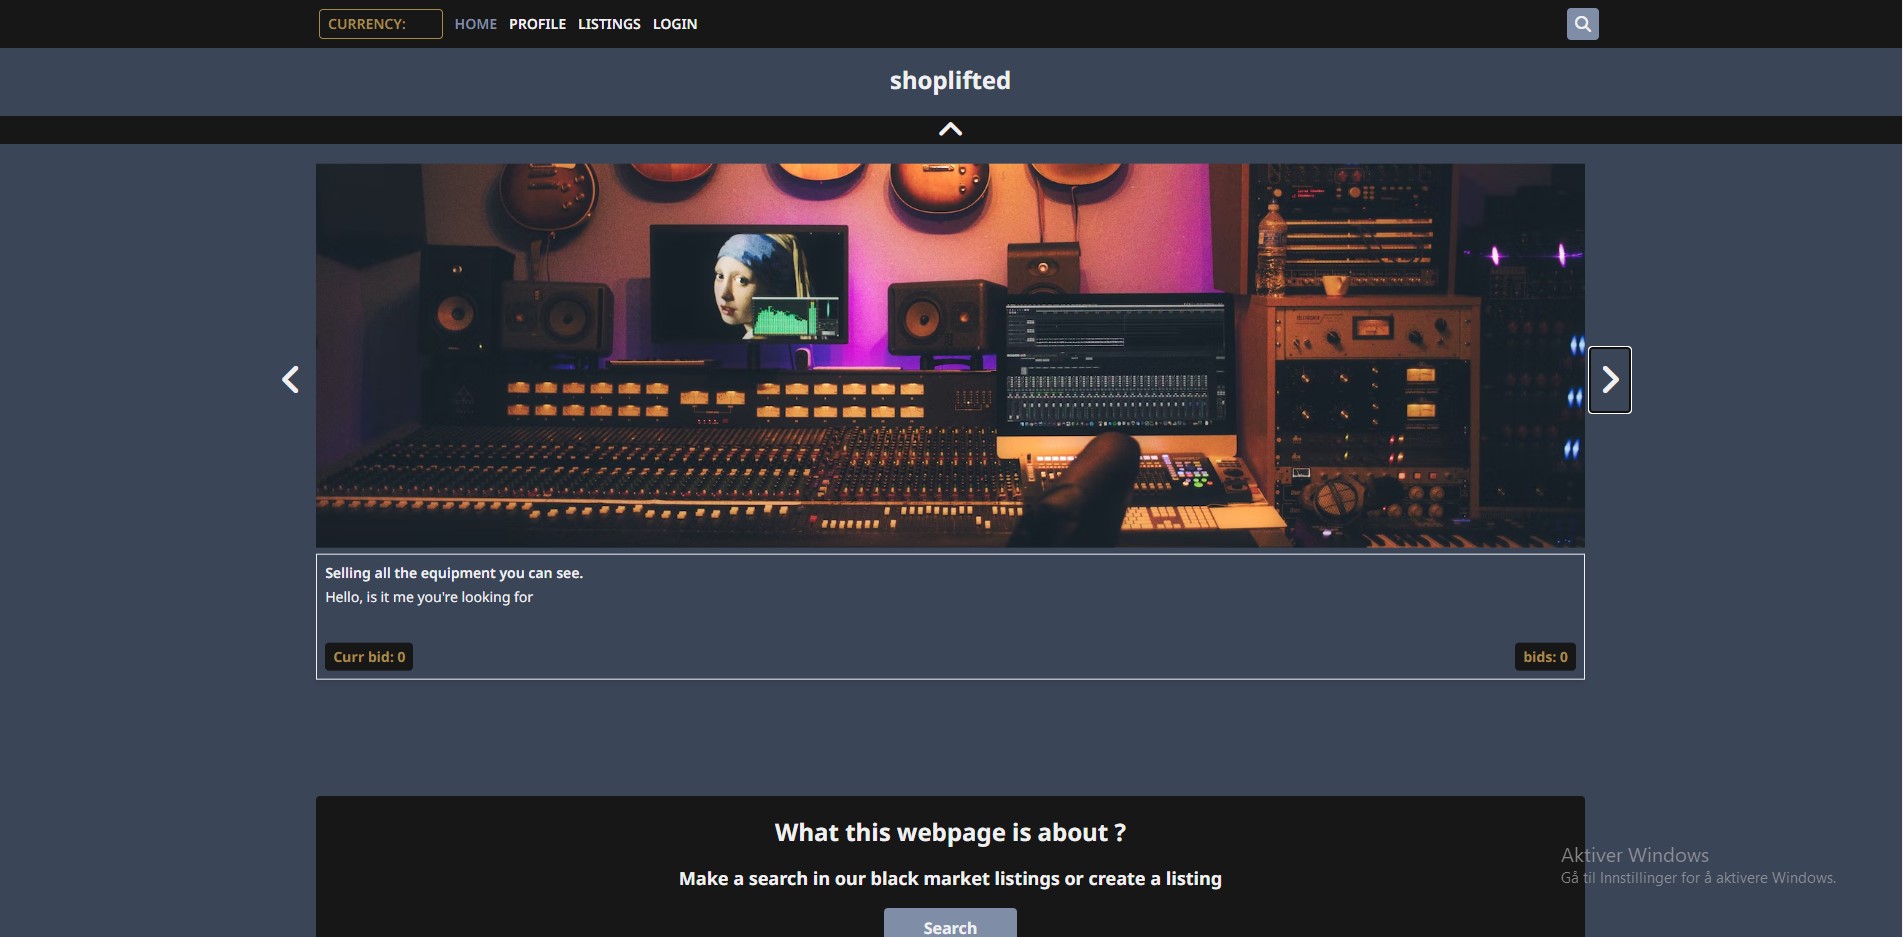 CURRENCY: HOME PROFILE LISTINGS LOGIN
shoplifted
Selling all the equipment you can see.
Hello, is it me you're looking for
Curr bid: 0 bids: 0
What this webpage is about ?
Make a search in our black market listings or create a listing
Search
Aktiver Windows
Gå til Innstillinger for å aktivere Windows.